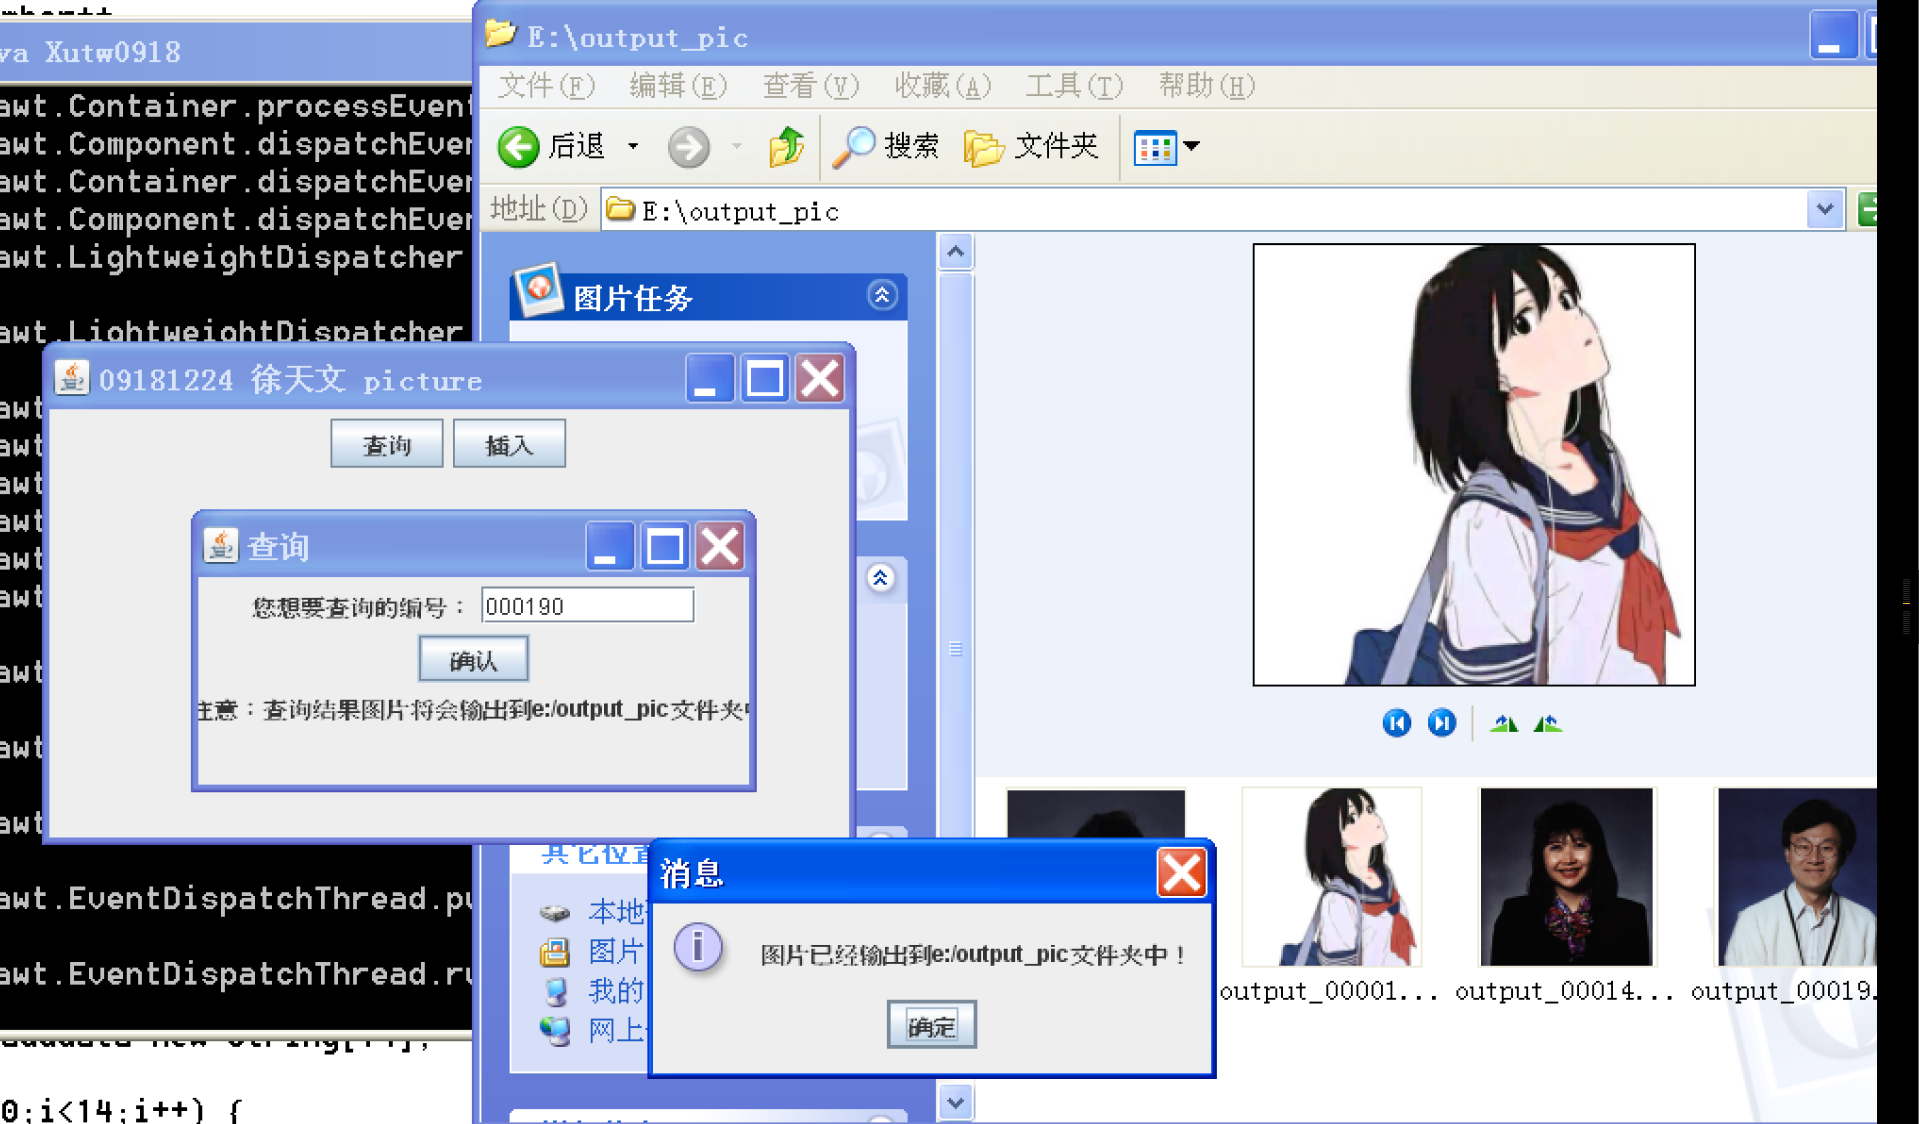 va Xutw0918
awt.Container.processEvent
awt.Component.dispatchEver
awt.Container.dispatchEver
awt.Component.dispatchEver
awt.LightweightDispatcher
awt.LightweightDispatcher
awt
awt
awt
awt
awt
awt
awt
awt
awt
awt.EventDispatchThread.pu
awt.EventDispatchThread.ru
0;i<14;i++) {
E:\output_pic
文件(F) 编辑(E) 查看(V) 收藏(A) 工具(T) 帮助(H)
后退 搜索 文件夹
地址(D) E:\output_pic
图片任务
09181224 徐天文 picture
查询 插入
查询
您想要查询的编号： 000190
确认
注意：查询结果图片将会输出到e:/output_pic文件夹中
其它位置
本地
图片
我的
网上
消息
图片已经输出到e:/output_pic文件夹中！
确定
output_00001... output_00014... output_00019.